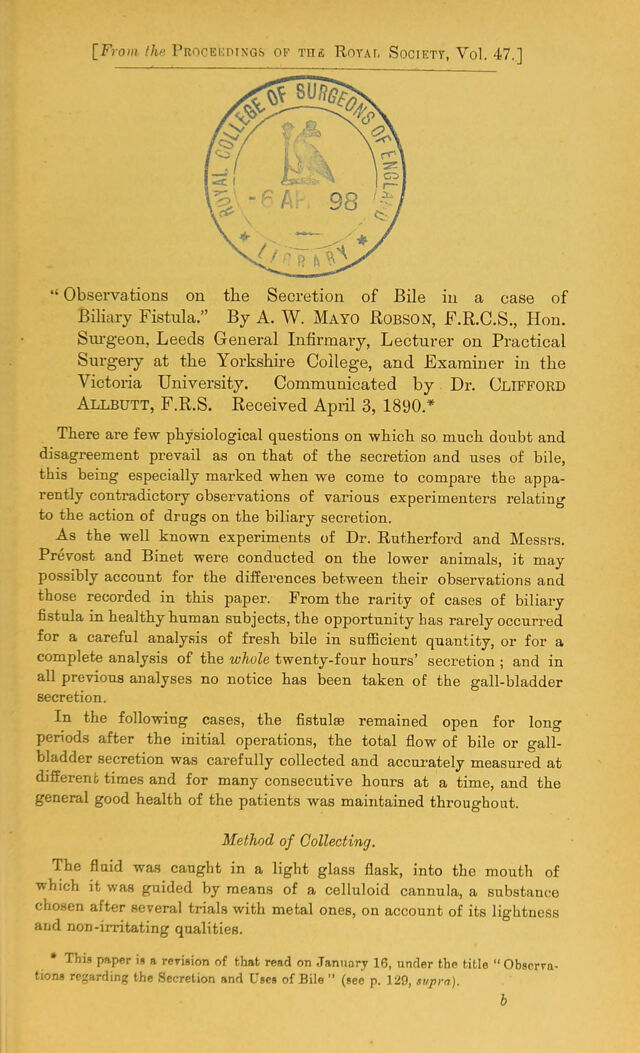 [From the PROCEEDINGS OF THE ROYAL SOCIETY, Vol. 47.]
ROYAL COLLEGE OF SURGEONS OF ENGLAND
-6 AP. 98
* LIBRARY *
“Observations on the Secretion of Bile in a case of
Biliary Fistula.” By A. W. MAYO ROBSON, F.R.C.S., Hon.
Surgeon, Leeds General Infirmary, Lecturer on Practical
Surgery at the Yorkshire College, and Examiner in the
Victoria University. Communicated by Dr. CLIFFORD
ALLBUTT, F.R.S. Received April 3, 1890.*
There are few physiological questions on which so much doubt and
disagreement prevail as on that of the secretion and uses of bile,
this being especially marked when we come to compare the appa-
rently contradictory observations of various experimenters relating
to the action of drugs on the biliary secretion.
As the well known experiments of Dr. Rutherford and Messrs.
Prévost and Binet were conducted on the lower animals, it may
possibly account for the differences between their observations and
those recorded in this paper. From the rarity of cases of biliary
fistula in healthy human subjects, the opportunity has rarely occurred
for a careful analysis of fresh bile in sufficient quantity, or for a
complete analysis of the whole twenty-four hours’ secretion; and in
all previous analyses no notice has been taken of the gall-bladder
secretion.
In the following cases, the fistulæ remained open for long
periods after the initial operations, the total flow of bile or gall-
bladder secretion was carefully collected and accurately measured at
different times and for many consecutive hours at a time, and the
general good health of the patients was maintained throughout.
Method of Collecting.
The fluid was caught in a light glass flask, into the mouth of
which it was guided by means of a celluloid cannula, a substance
chosen after several trials with metal ones, on account of its lightness
and non-irritating qualities.
* This paper is a revision of that read on January 16, under the title “Observa-
tions regarding the Secretion and Uses of Bile” (see p. 129, supra).
b